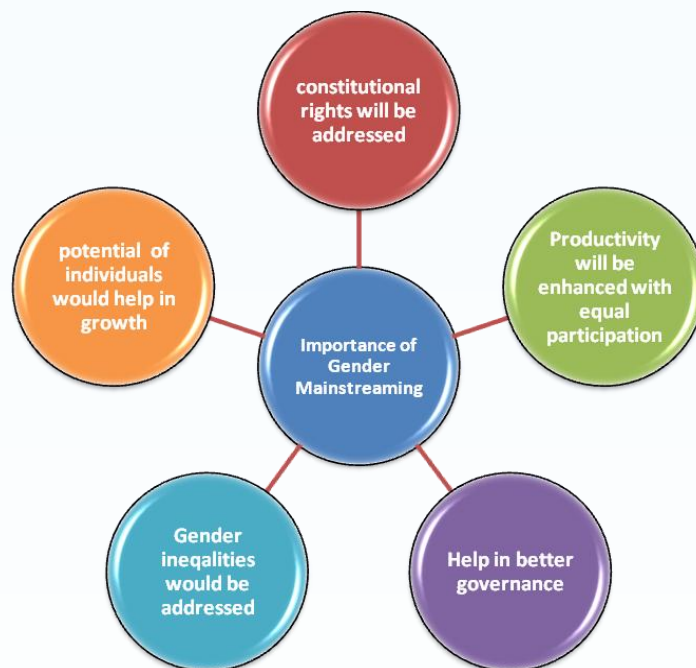 constitutional
rights will be
addressed
potential of
individuals
would help in
growth
Productivity
will be
enhanced with
equal
participation
Importance of
Gender
Mainstreaming
Gender
ineqalities
would be
addressed
Help in better
governance